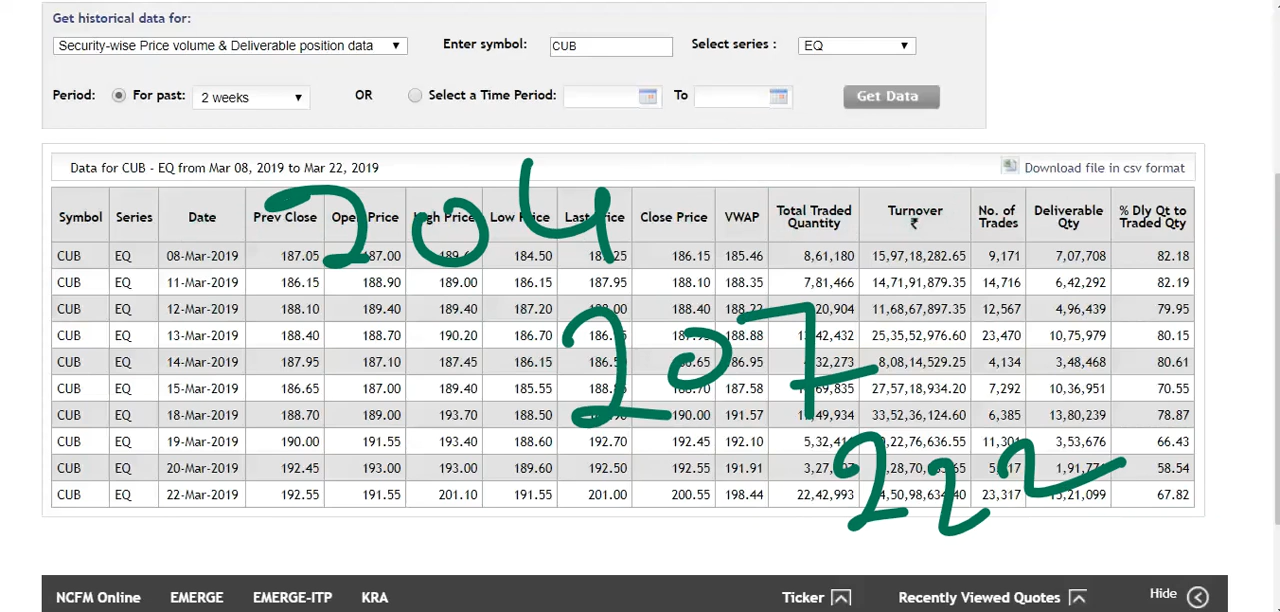 Get historical data for:
Security-wise Price volume & Deliverable position data Enter symbol: CUB Select series : EQ
Period: For past: 2 weeks OR Select a Time Period: To Get Data
Data for CUB - EQ from Mar 08, 2019 to Mar 22, 2019 Download file in csv format
Symbol Series Date Prev Close Open Price High Price Low Price Last Price Close Price VWAP Total Traded Quantity Turnover ₹ No. of Trades Deliverable Qty % Dly Qt to Traded Qty
204
CUB EQ 08-Mar-2019 187.05 187.00 184.50 186.15 185.46 8,61,180 15,97,18,282.65 9,171 7,07,708 82.18
CUB EQ 11-Mar-2019 186.15 188.90 189.00 186.15 187.95 188.10 188.35 7,81,466 14,71,91,879.35 14,716 6,42,292 82.19
CUB EQ 12-Mar-2019 188.10 189.40 189.40 187.20 188.40 11,68,67,897.35 12,567 4,96,439 79.95
CUB EQ 13-Mar-2019 188.40 188.70 190.20 186.70 188.88 25,35,52,976.60 23,470 10,75,979 80.15
207
CUB EQ 14-Mar-2019 187.95 187.10 187.45 186.15 186.95 8,08,14,529.25 4,134 3,48,468 80.61
CUB EQ 15-Mar-2019 186.65 187.00 189.40 185.55 187.58 27,57,18,934.20 7,292 10,36,951 70.55
CUB EQ 18-Mar-2019 188.70 189.00 193.70 188.50 190.00 191.57 33,52,36,124.60 6,385 13,80,239 78.87
CUB EQ 19-Mar-2019 190.00 191.55 193.40 188.60 192.70 192.45 192.10 11,301 3,53,676 66.43
CUB EQ 20-Mar-2019 192.45 193.00 193.00 189.60 192.50 192.55 191.91 58.54
222
CUB EQ 22-Mar-2019 192.55 191.55 201.10 191.55 201.00 200.55 198.44 22,42,993 23,317 67.82
NCFM Online EMERGE EMERGE-ITP KRA Ticker Recently Viewed Quotes Hide